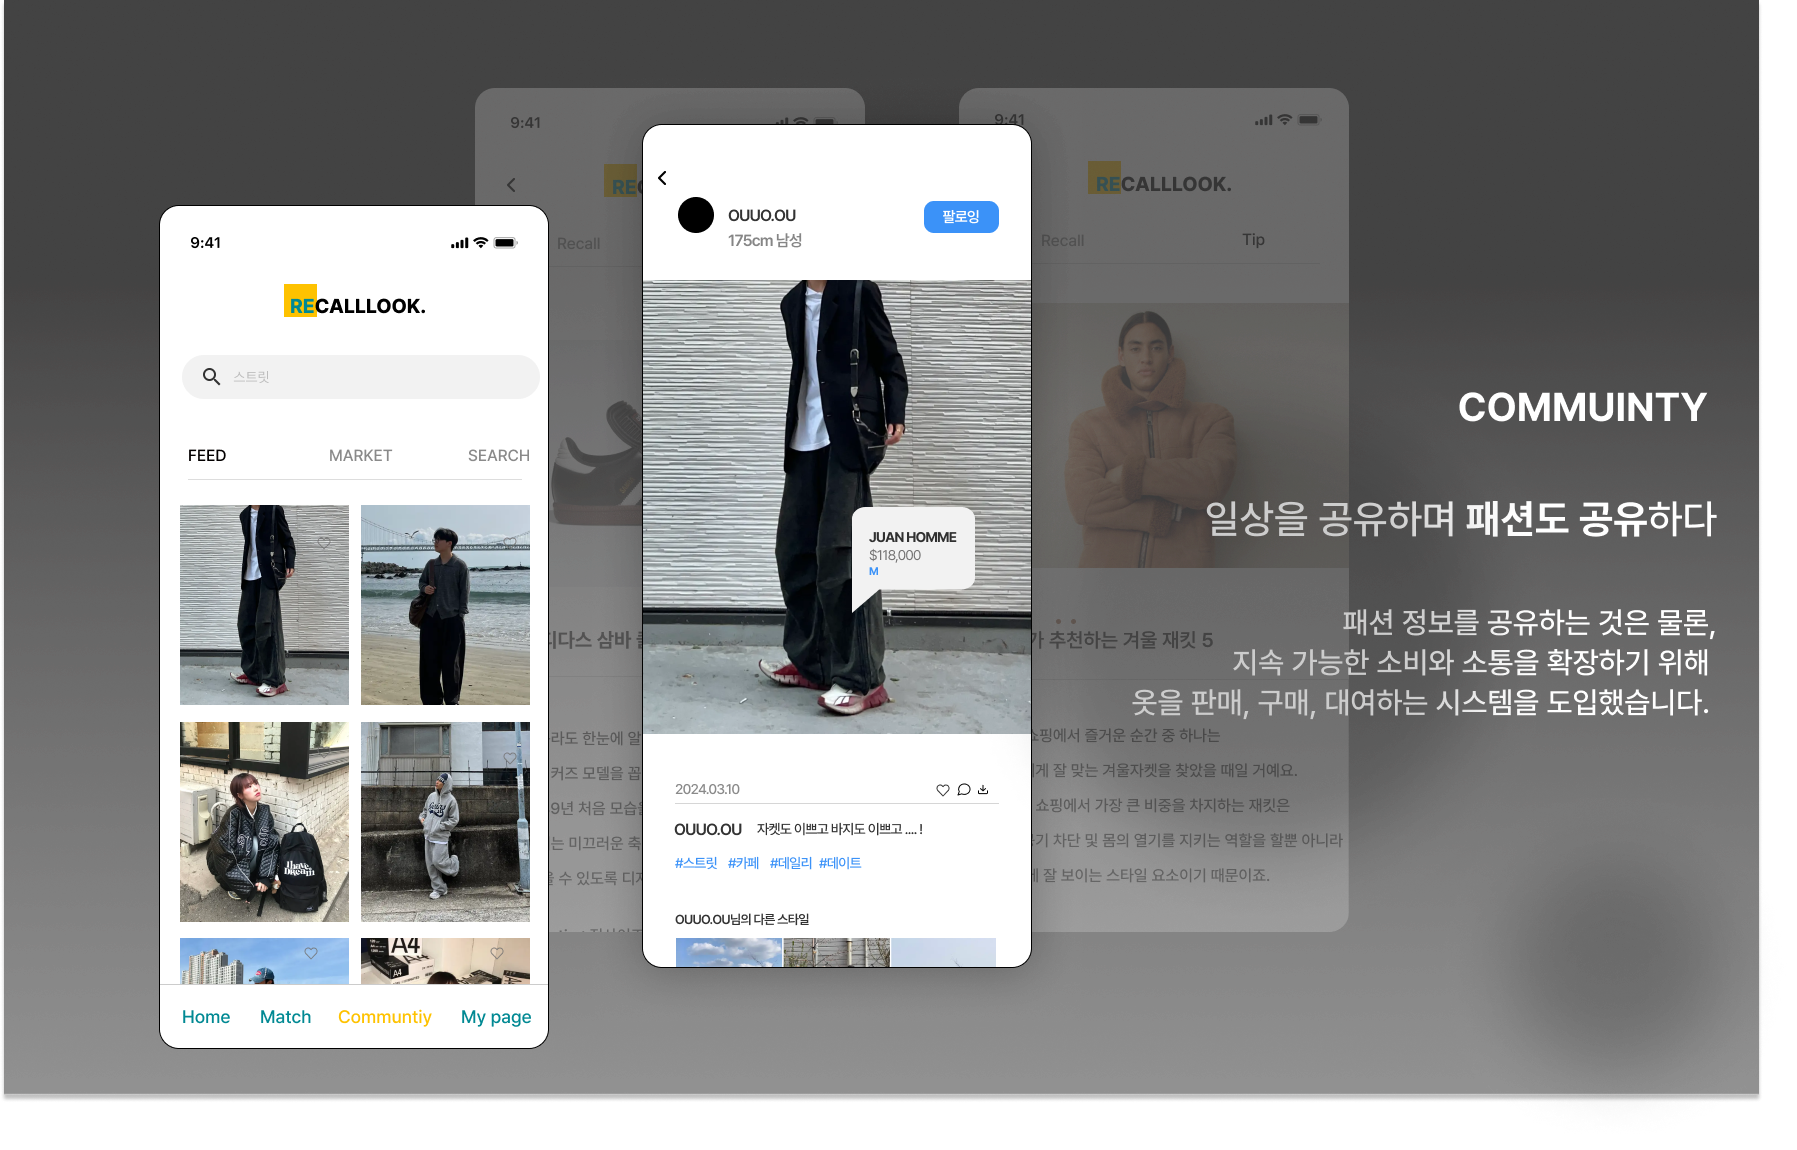 9:41
RECALLLOOK.
스트릿
FEED MARKET SEARCH
I have a Dream
A4
A4
Home Match Communtiy My page
9:41
RE
Recall
디다스 삼바
라도 한눈에 알
커즈 모델을 꼽
9년 처음 모습
는 미끄러운 축
수 있도록 디
OUUO.OU
175cm 남성
팔로잉
JUAN HOMME
$118,000
M
2024.03.10
OUUO.OU 자켓도 이쁘고 바지도 이쁘고 .... !
#스트릿 #카페 #데일리 #데이트
OUUO.OU님의 다른 스타일
9:41
RECALLLOOK.
Recall Tip
가 추천하는 겨울 재킷 5
쇼핑에서 즐거운 순간 중 하나는
게 잘 맞는 겨울자켓을 찾았을 때일 거예요.
쇼핑에서 가장 큰 비중을 차지하는 재킷은
기 차단 및 몸의 열기를 지키는 역할을 할뿐 아니라
잘 보이는 스타일 요소이기 때문이죠.
COMMUINTY
일상을 공유하며 패션도 공유하다
패션 정보를 공유하는 것은 물론,
지속 가능한 소비와 소통을 확장하기 위해
옷을 판매, 구매, 대여하는 시스템을 도입했습니다.